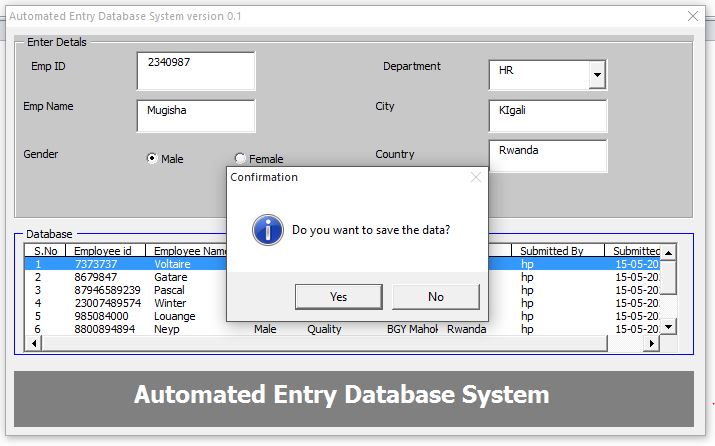 Automated Entry Database System version 0.1
Enter Detals
Emp ID 2340987 Department HR
Emp Name Mugisha City KIgali
Gender Male Female Country Rwanda
Confirmation
Do you want to save the data?
Yes No
Database
S.No Employee id Employee Name Submitted By Submitted
1 7373737 Voltaire hp 15-05-20
2 8679847 Gatare hp 15-05-20
3 87946589239 Pascal hp 15-05-20
4 23007489574 Winter hp 15-05-20
5 985084000 Louange hp 15-05-20
6 8800894894 Neyp Male Quality BGY Mahok Rwanda hp 15-05-20
Automated Entry Database System